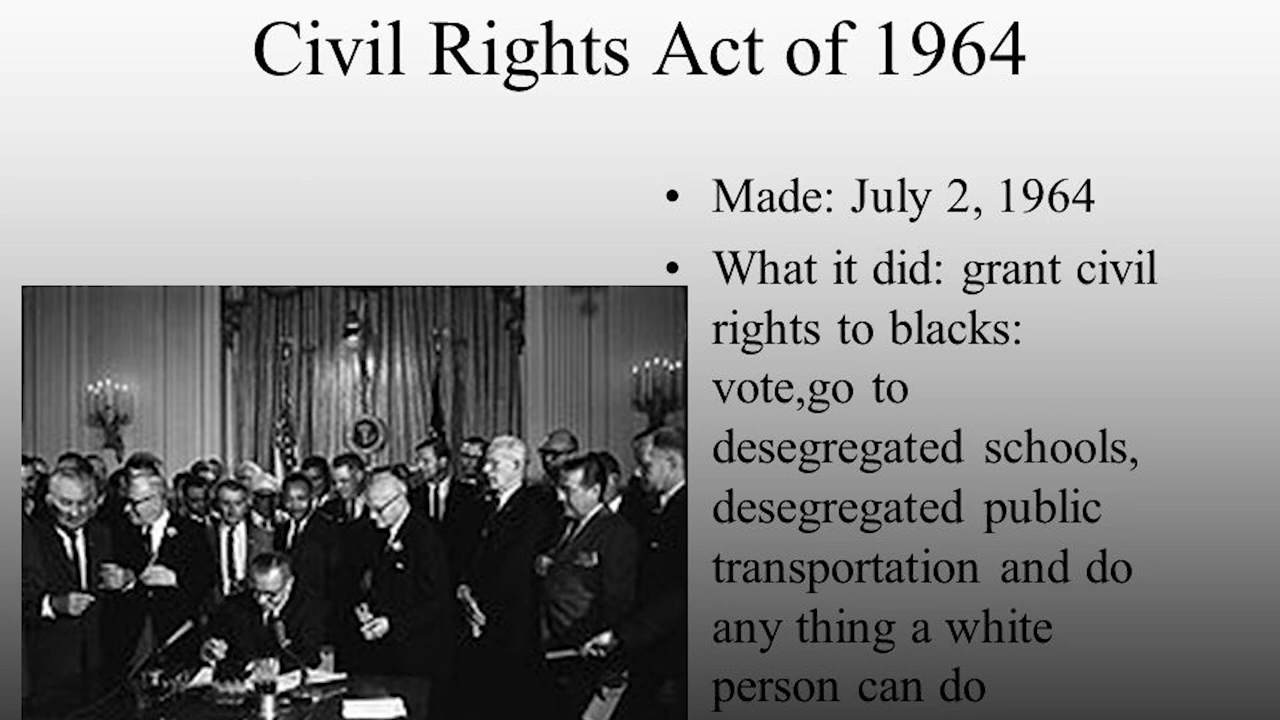 Civil Rights Act of 1964
• Made: July 2, 1964
• What it did: grant civil
rights to blacks:
vote,go to
desegregated schools,
desegregated public
transportation and do
any thing a white
person can do